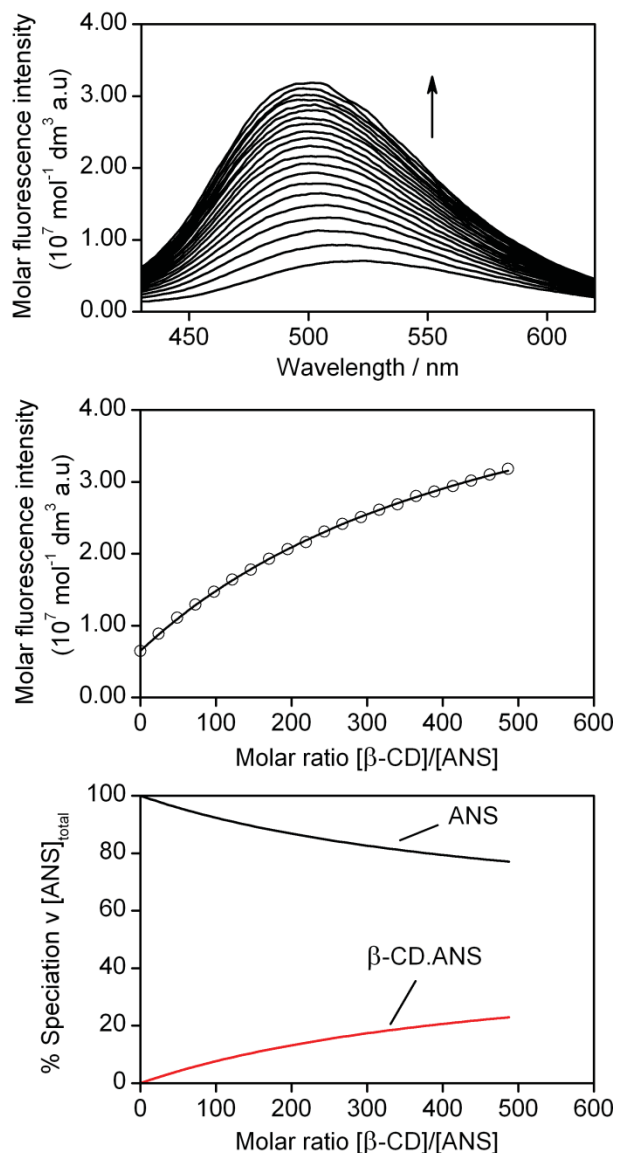 Molar fluorescence intensity
(10⁷ mol⁻¹ dm³ a.u)
4.00
3.00
2.00
1.00
0.00
450 500 550 600
Wavelength / nm
Molar fluorescence intensity
(10⁷ mol⁻¹ dm³ a.u)
4.00
3.00
2.00
1.00
0.00
0 100 200 300 400 500 600
Molar ratio [β-CD]/[ANS]
% Speciation v [ANS]total
100
80
60
40
20
0
ANS
β-CD.ANS
0 100 200 300 400 500 600
Molar ratio [β-CD]/[ANS]